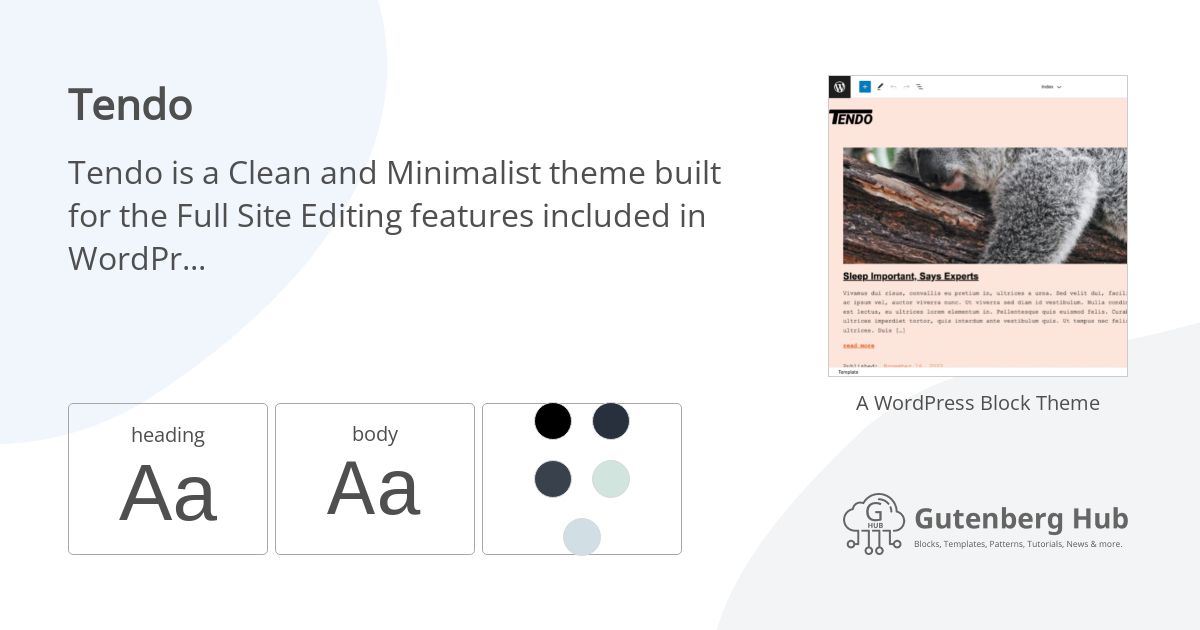 Tendo
Tendo is a Clean and Minimalist theme built
for the Full Site Editing features included in
WordPr...
heading
Aa
body
Aa
Index
TENDO
Sleep Important, Says Experts
Vivamus dui risus, convallis eu pretium in, ultrices a urna. Sed velit dui, facil
ac ipsum vel, auctor viverra nunc. Ut viverra sed diam id vestibulum. Nulla condi
est lectus, eu ultrices lorem elementum in. Pellentesque quis euismod felis. Cura
ultrices imperdiet tortor, quis interdum ante vestibulum quis. Ut tempus nec feli
ultrices. Duis […]
read more
Published: November 16, 2021
Template
A WordPress Block Theme
G
HUB
Gutenberg Hub
Blocks, Templates, Patterns, Tutorials, News & more.